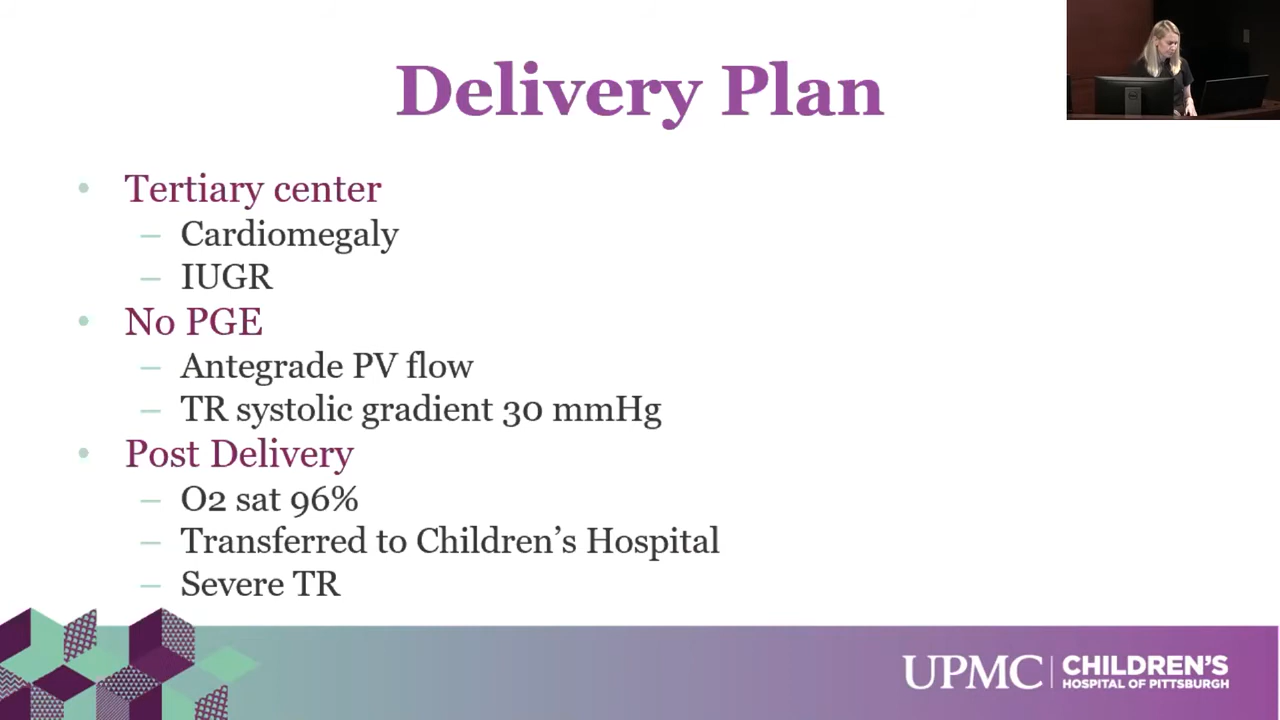 Delivery Plan
• Tertiary center
– Cardiomegaly
– IUGR
• No PGE
– Antegrade PV flow
– TR systolic gradient 30 mmHg
• Post Delivery
– O2 sat 96%
– Transferred to Children’s Hospital
– Severe TR
UPMC | CHILDREN'S
HOSPITAL OF PITTSBURGH